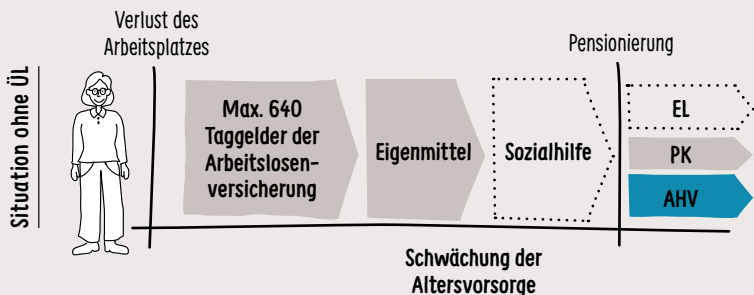 Situation ohne ÜL
Verlust des
Arbeitsplatzes
Max. 640
Taggelder der
Arbeitslosen-
versicherung
Eigenmittel
Sozialhilfe
Pensionierung
EL
PK
AHV
Schwächung der
Altersvorsorge